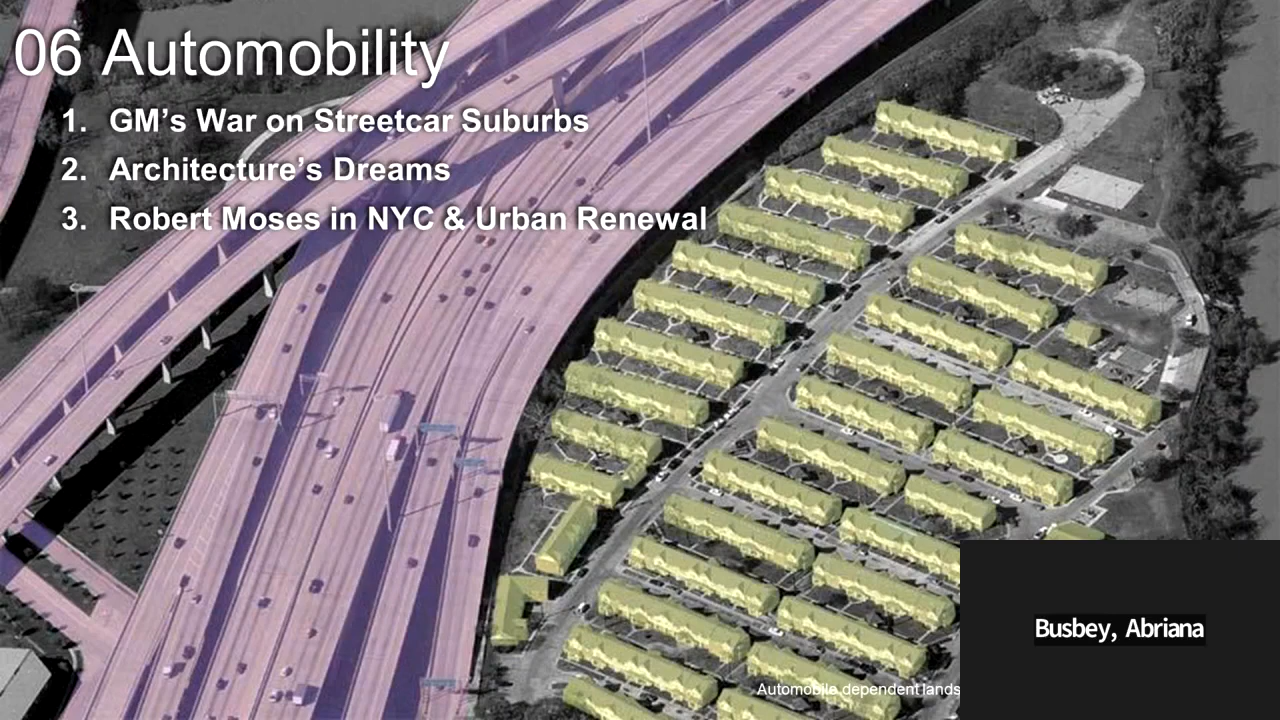 06 Automobility
1. GM’s War on Streetcar Suburbs
2. Architecture’s Dreams
3. Robert Moses in NYC & Urban Renewal
Busbey, Abriana
Automobile dependent lands